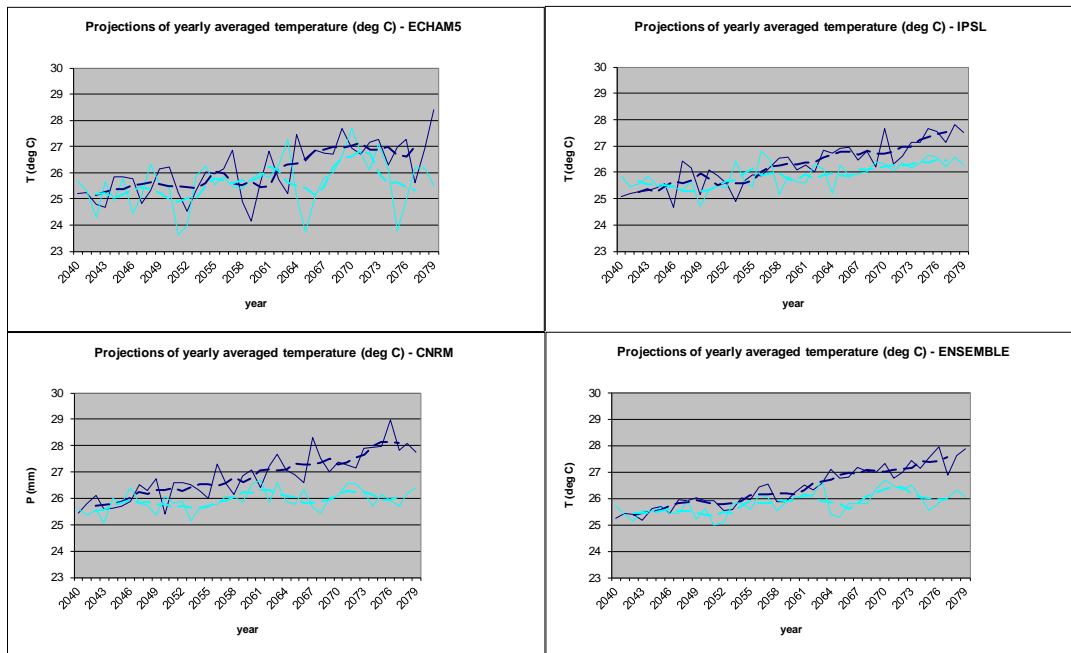 Projections of yearly averaged temperature (deg C) - ECHAM5
30
29
28
27
26
25
24
23
T (deg C)
2040 2043 2046 2049 2052 2055 2058 2061 2064 2067 2070 2073 2076 2079
year
Projections of yearly averaged temperature (deg C) - IPSL
30
29
28
27
26
25
24
23
T (deg C)
2040 2043 2046 2049 2052 2055 2058 2061 2064 2067 2070 2073 2076 2079
year
Projections of yearly averaged temperature (deg C) - CNRM
30
29
28
27
26
25
24
23
P (mm)
2040 2043 2046 2049 2052 2055 2058 2061 2064 2067 2070 2073 2076 2079
year
Projections of yearly averaged temperature (deg C) - ENSEMBLE
30
29
28
27
26
25
24
23
T (deg C)
2040 2043 2046 2049 2052 2055 2058 2061 2064 2067 2070 2073 2076 2079
year